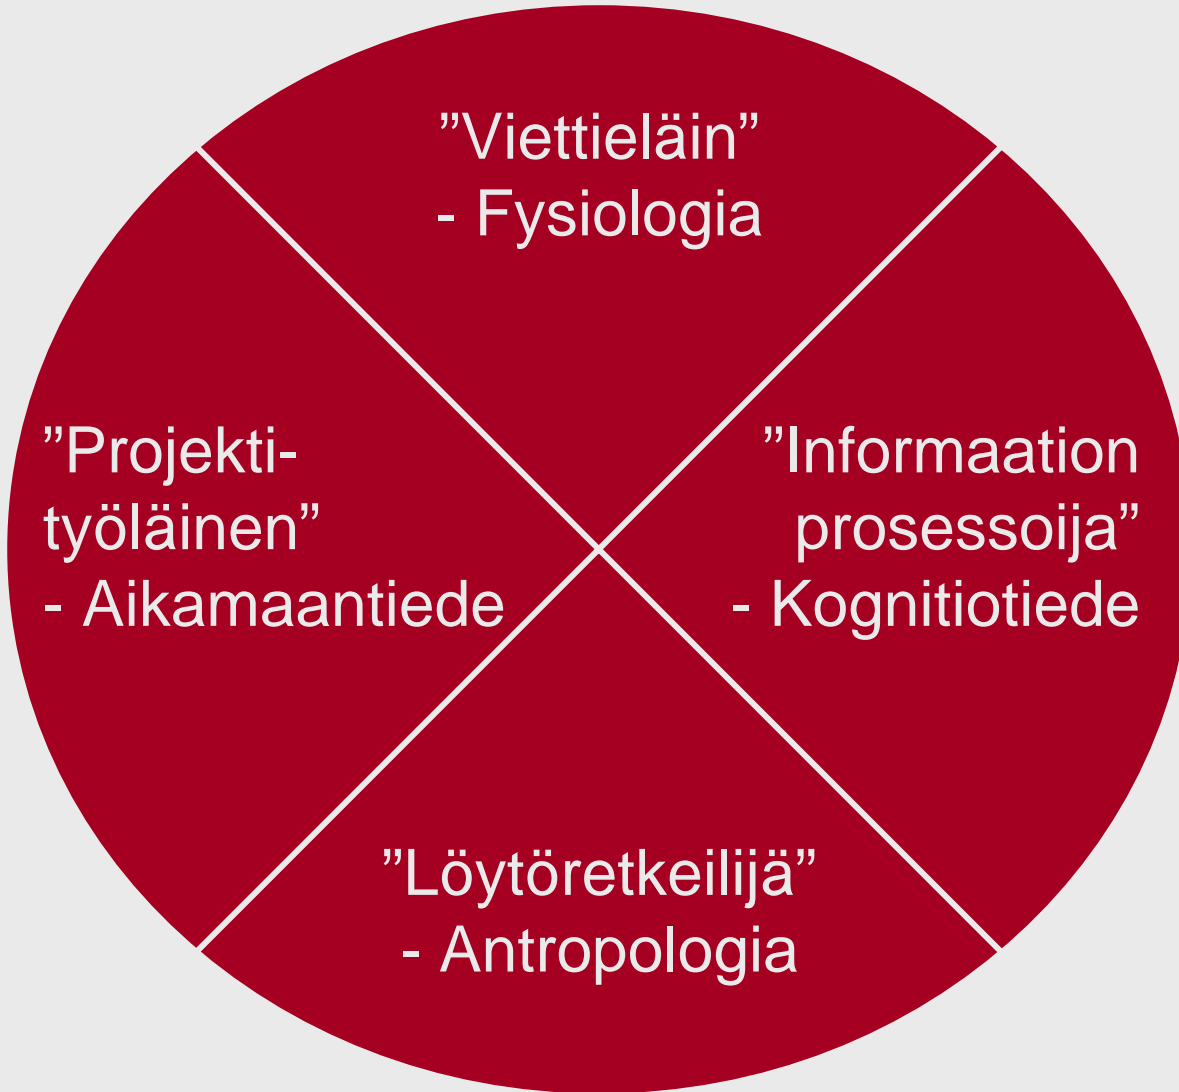 ”Viettieläin”
- Fysiologia
”Projekti-
työläinen”
- Aikamaantiede
”Informaation
prosessoija”
- Kognitiotiede
”Löytöretkeilijä”
- Antropologia